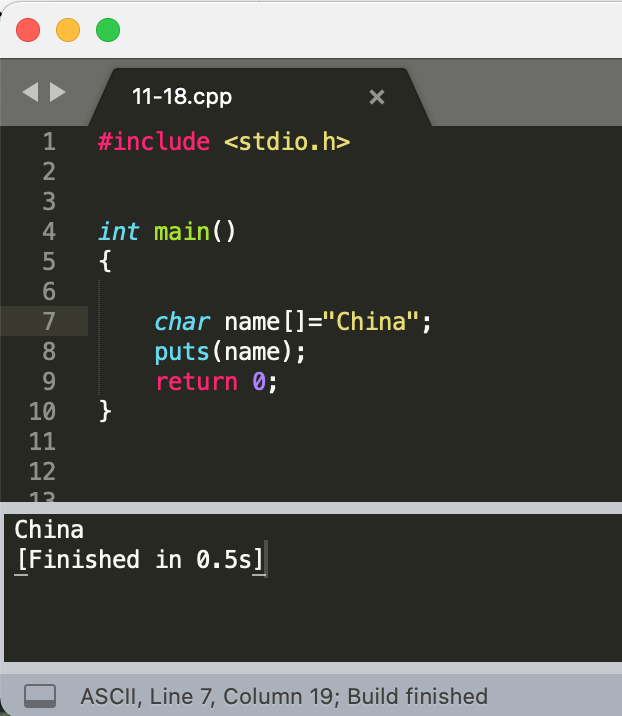 11-18.cpp
1 #include <stdio.h>
2
3
4 int main()
5 {
6
7 char name[]="China";
8 puts(name);
9 return 0;
10 }
11
12
13
China
[Finished in 0.5s]
ASCII, Line 7, Column 19; Build finished